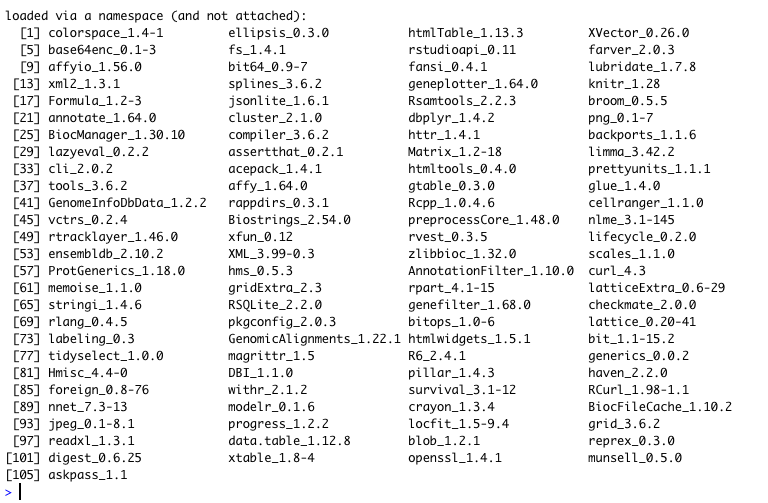 loaded via a namespace (and not attached):
[1] colorspace_1.4-1 ellipsis_0.3.0 htmlTable_1.13.3 XVector_0.26.0
[5] base64enc_0.1-3 fs_1.4.1 rstudioapi_0.11 farver_2.0.3
[9] affyio_1.56.0 bit64_0.9-7 fansi_0.4.1 lubridate_1.7.8
[13] xml2_1.3.1 splines_3.6.2 geneplotter_1.64.0 knitr_1.28
[17] Formula_1.2-3 jsonlite_1.6.1 Rsamtools_2.2.3 broom_0.5.5
[21] annotate_1.64.0 cluster_2.1.0 dbplyr_1.4.2 png_0.1-7
[25] BiocManager_1.30.10 compiler_3.6.2 httr_1.4.1 backports_1.1.6
[29] lazyeval_0.2.2 assertthat_0.2.1 Matrix_1.2-18 limma_3.42.2
[33] cli_2.0.2 acepack_1.4.1 htmltools_0.4.0 prettyunits_1.1.1
[37] tools_3.6.2 affy_1.64.0 gtable_0.3.0 glue_1.4.0
[41] GenomeInfoDbData_1.2.2 rappdirs_0.3.1 Rcpp_1.0.4.6 cellranger_1.1.0
[45] vctrs_0.2.4 Biostrings_2.54.0 preprocessCore_1.48.0 nlme_3.1-145
[49] rtracklayer_1.46.0 xfun_0.12 rvest_0.3.5 lifecycle_0.2.0
[53] ensembldb_2.10.2 XML_3.99-0.3 zlibbioc_1.32.0 scales_1.1.0
[57] ProtGenerics_1.18.0 hms_0.5.3 AnnotationFilter_1.10.0 curl_4.3
[61] memoise_1.1.0 gridExtra_2.3 rpart_4.1-15 latticeExtra_0.6-29
[65] stringi_1.4.6 RSQLite_2.2.0 genefilter_1.68.0 checkmate_2.0.0
[69] rlang_0.4.5 pkgconfig_2.0.3 bitops_1.0-6 lattice_0.20-41
[73] labeling_0.3 GenomicAlignments_1.22.1 htmlwidgets_1.5.1 bit_1.1-15.2
[77] tidyselect_1.0.0 magrittr_1.5 R6_2.4.1 generics_0.0.2
[81] Hmisc_4.4-0 DBI_1.1.0 pillar_1.4.3 haven_2.2.0
[85] foreign_0.8-76 withr_2.1.2 survival_3.1-12 RCurl_1.98-1.1
[89] nnet_7.3-13 modelr_0.1.6 crayon_1.3.4 BiocFileCache_1.10.2
[93] jpeg_0.1-8.1 progress_1.2.2 locfit_1.5-9.4 grid_3.6.2
[97] readxl_1.3.1 data.table_1.12.8 blob_1.2.1 reprex_0.3.0
[101] digest_0.6.25 xtable_1.8-4 openssl_1.4.1 munsell_0.5.0
[105] askpass_1.1
>